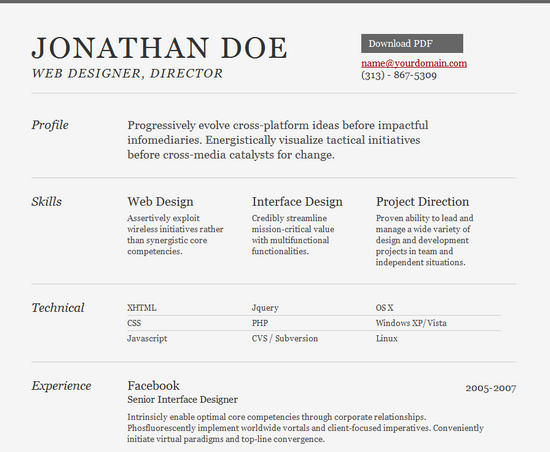 JONATHAN DOE
WEB DESIGNER, DIRECTOR
Download PDF
name@yourdomain.com
(313) - 867-5309
Profile
Progressively evolve cross-platform ideas before impactful
infomediaries. Energistically visualize tactical initiatives
before cross-media catalysts for change.
Skills
Web Design
Assertively exploit
wireless initiatives rather
than synergistic core
competencies.
Interface Design
Credibly streamline
mission-critical value
with multifunctional
functionalities.
Project Direction
Proven ability to lead and
manage a wide variety of
design and development
projects in team and
independent situations.
Technical
XHTML Jquery OS X
CSS PHP Windows XP/Vista
Javascript CVS / Subversion Linux
Experience
Facebook 2005-2007
Senior Interface Designer
Intrinsicly enable optimal core competencies through corporate relationships.
Phosfluorescently implement worldwide vortals and client-focused imperatives. Conveniently
initiate virtual paradigms and top-line convergence.